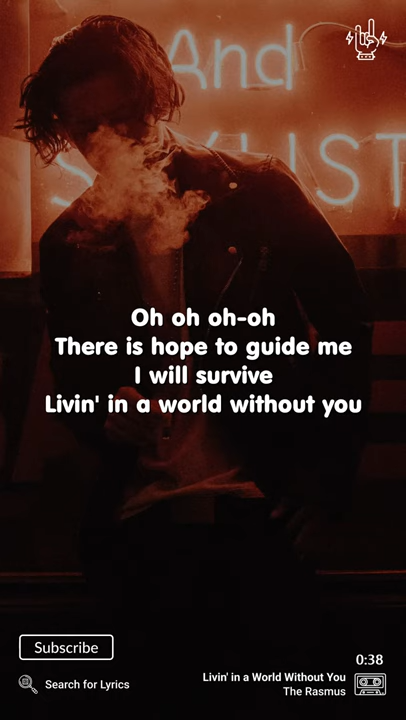 And
Oh oh oh-oh
There is hope to guide me
I will survive
Livin' in a world without you
Subscribe
0:38
Search for Lyrics
Livin' in a World Without You
The Rasmus